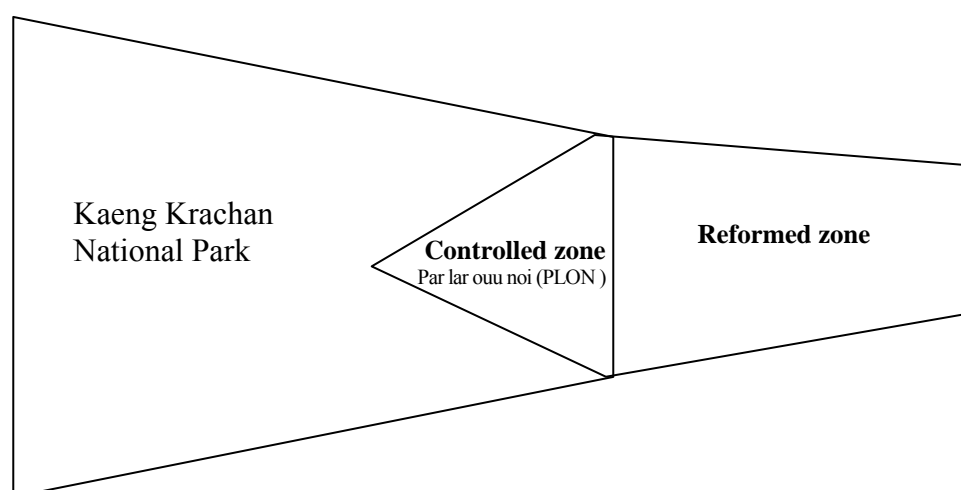 Kaeng Krachan
National Park
Controlled zone
Par lar ouu noi (PLON )
Reformed zone